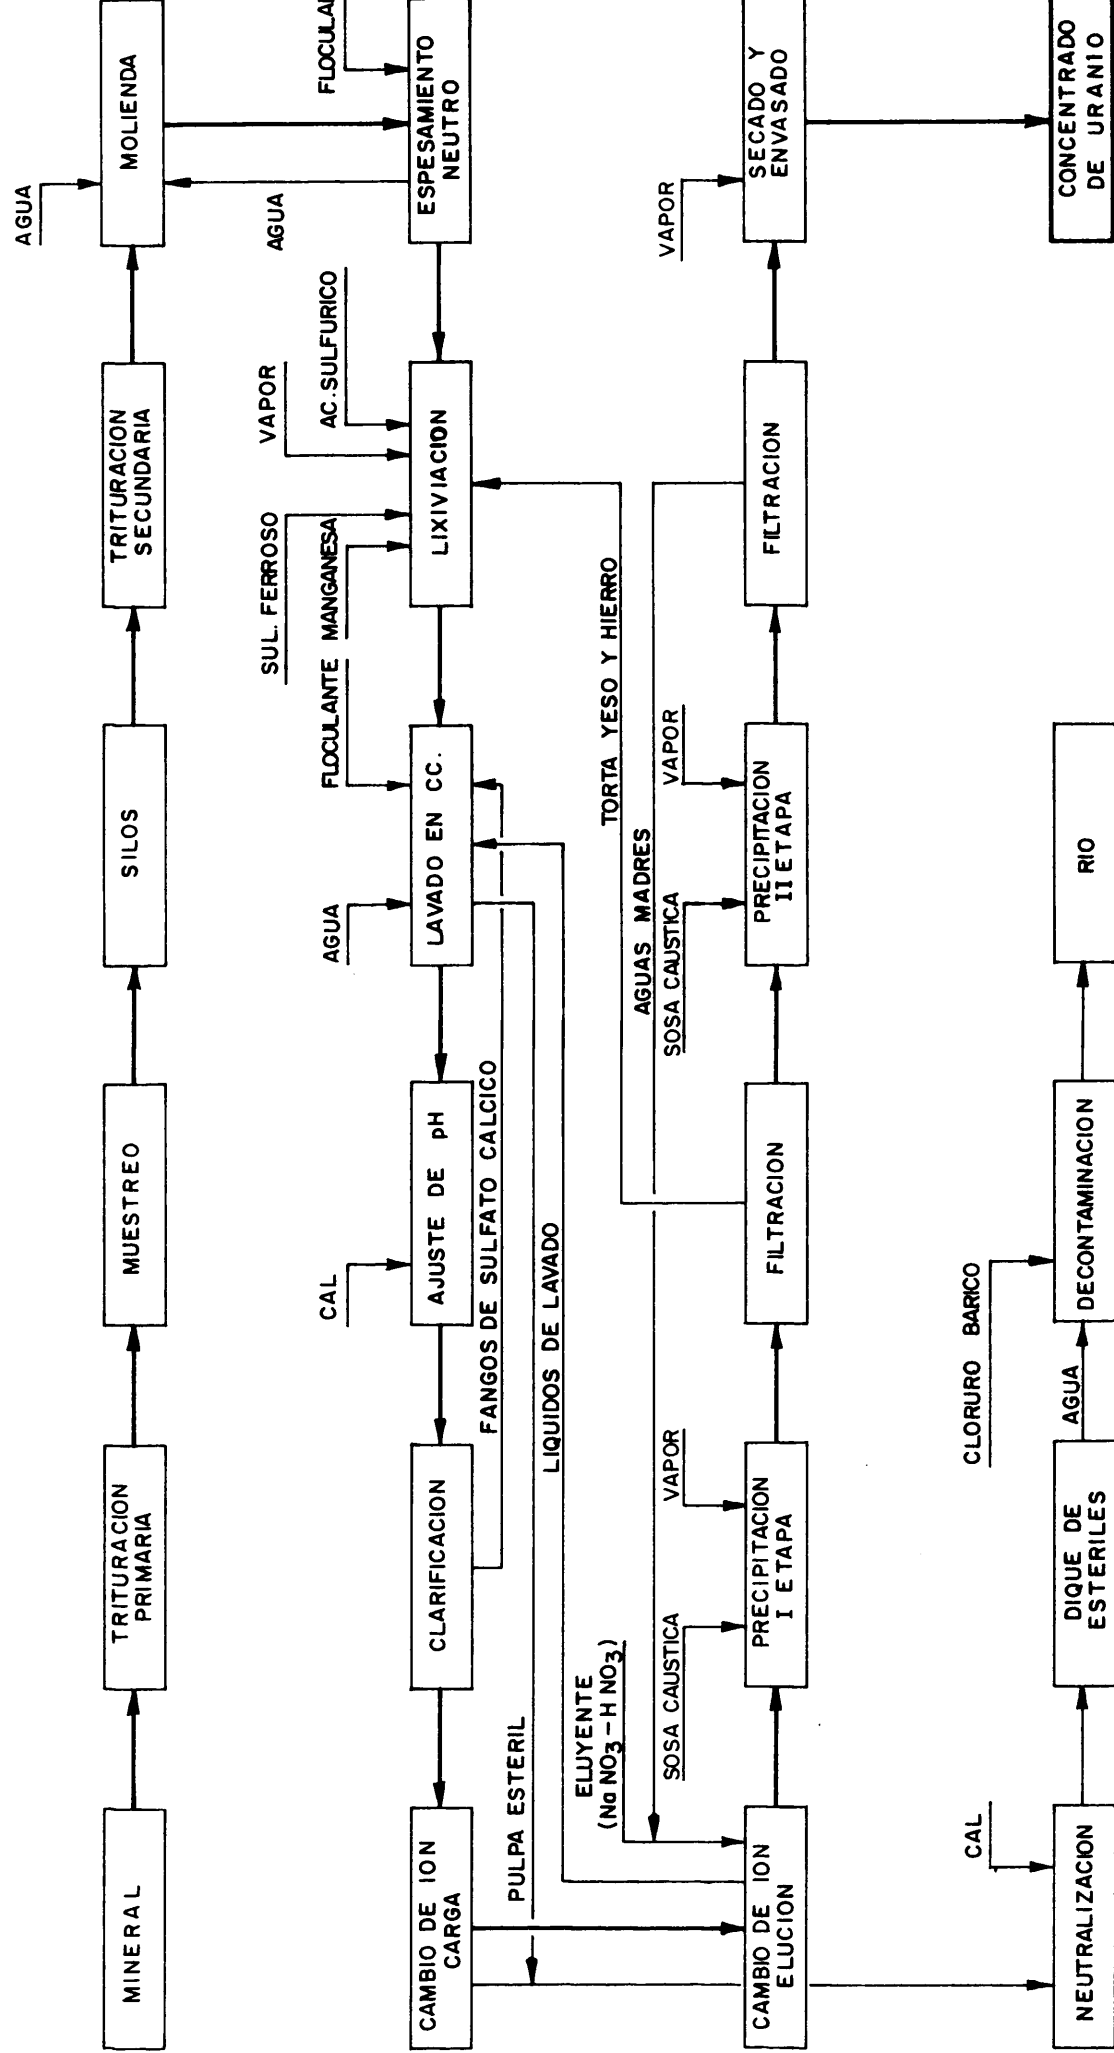 MINERAL
TRITURACION
PRIMARIA
MUESTREO
SILOS
TRITURACION
SECUNDARIA
MOLIENDA
AGUA
AGUA
ESPESAMIENTO
NEUTRO
AC. SULFURICO
VAPOR
SUL. FERROSO
MANGANESA
LIXIVIACION
FLOCULANTE
AGUA
LAVADO EN CC.
CAL
AJUSTE DE pH
CLARIFICACION
FANGOS DE SULFATO CALCICO
CAMBIO DE ION
CARGA
PULPA ESTERIL
LIQUIDOS DE LAVADO
ELUYENTE
(Na NO3 - H NO3)
TORTA YESO Y HIERRO
AGUAS MADRES
CAMBIO DE ION
ELUCION
SOSA CAUSTICA
VAPOR
PRECIPITACION
I ETAPA
FILTRACION
SOSA CAUSTICA
VAPOR
PRECIPITACION
II ETAPA
FILTRACION
VAPOR
SECADO Y
ENVASADO
CAL
NEUTRALIZACION
DIQUE DE
ESTERILES
AGUA
CLORURO BARICO
DECONTAMINACION
RIO
CONCENTRADO
DE URANIO